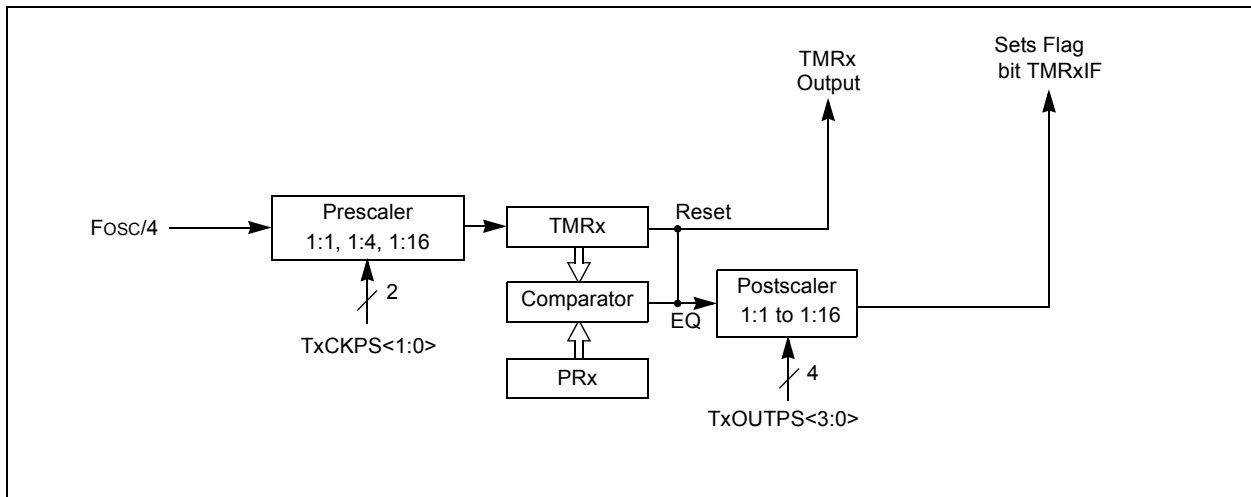 TMRx
Output
Sets Flag
bit TMRxIF
Fosc/4
Prescaler
1:1, 1:4, 1:16
2
TxCKPS<1:0>
TMRx
Reset
Comparator
EQ
PRx
Postscaler
1:1 to 1:16
4
TxOUTPS<3:0>